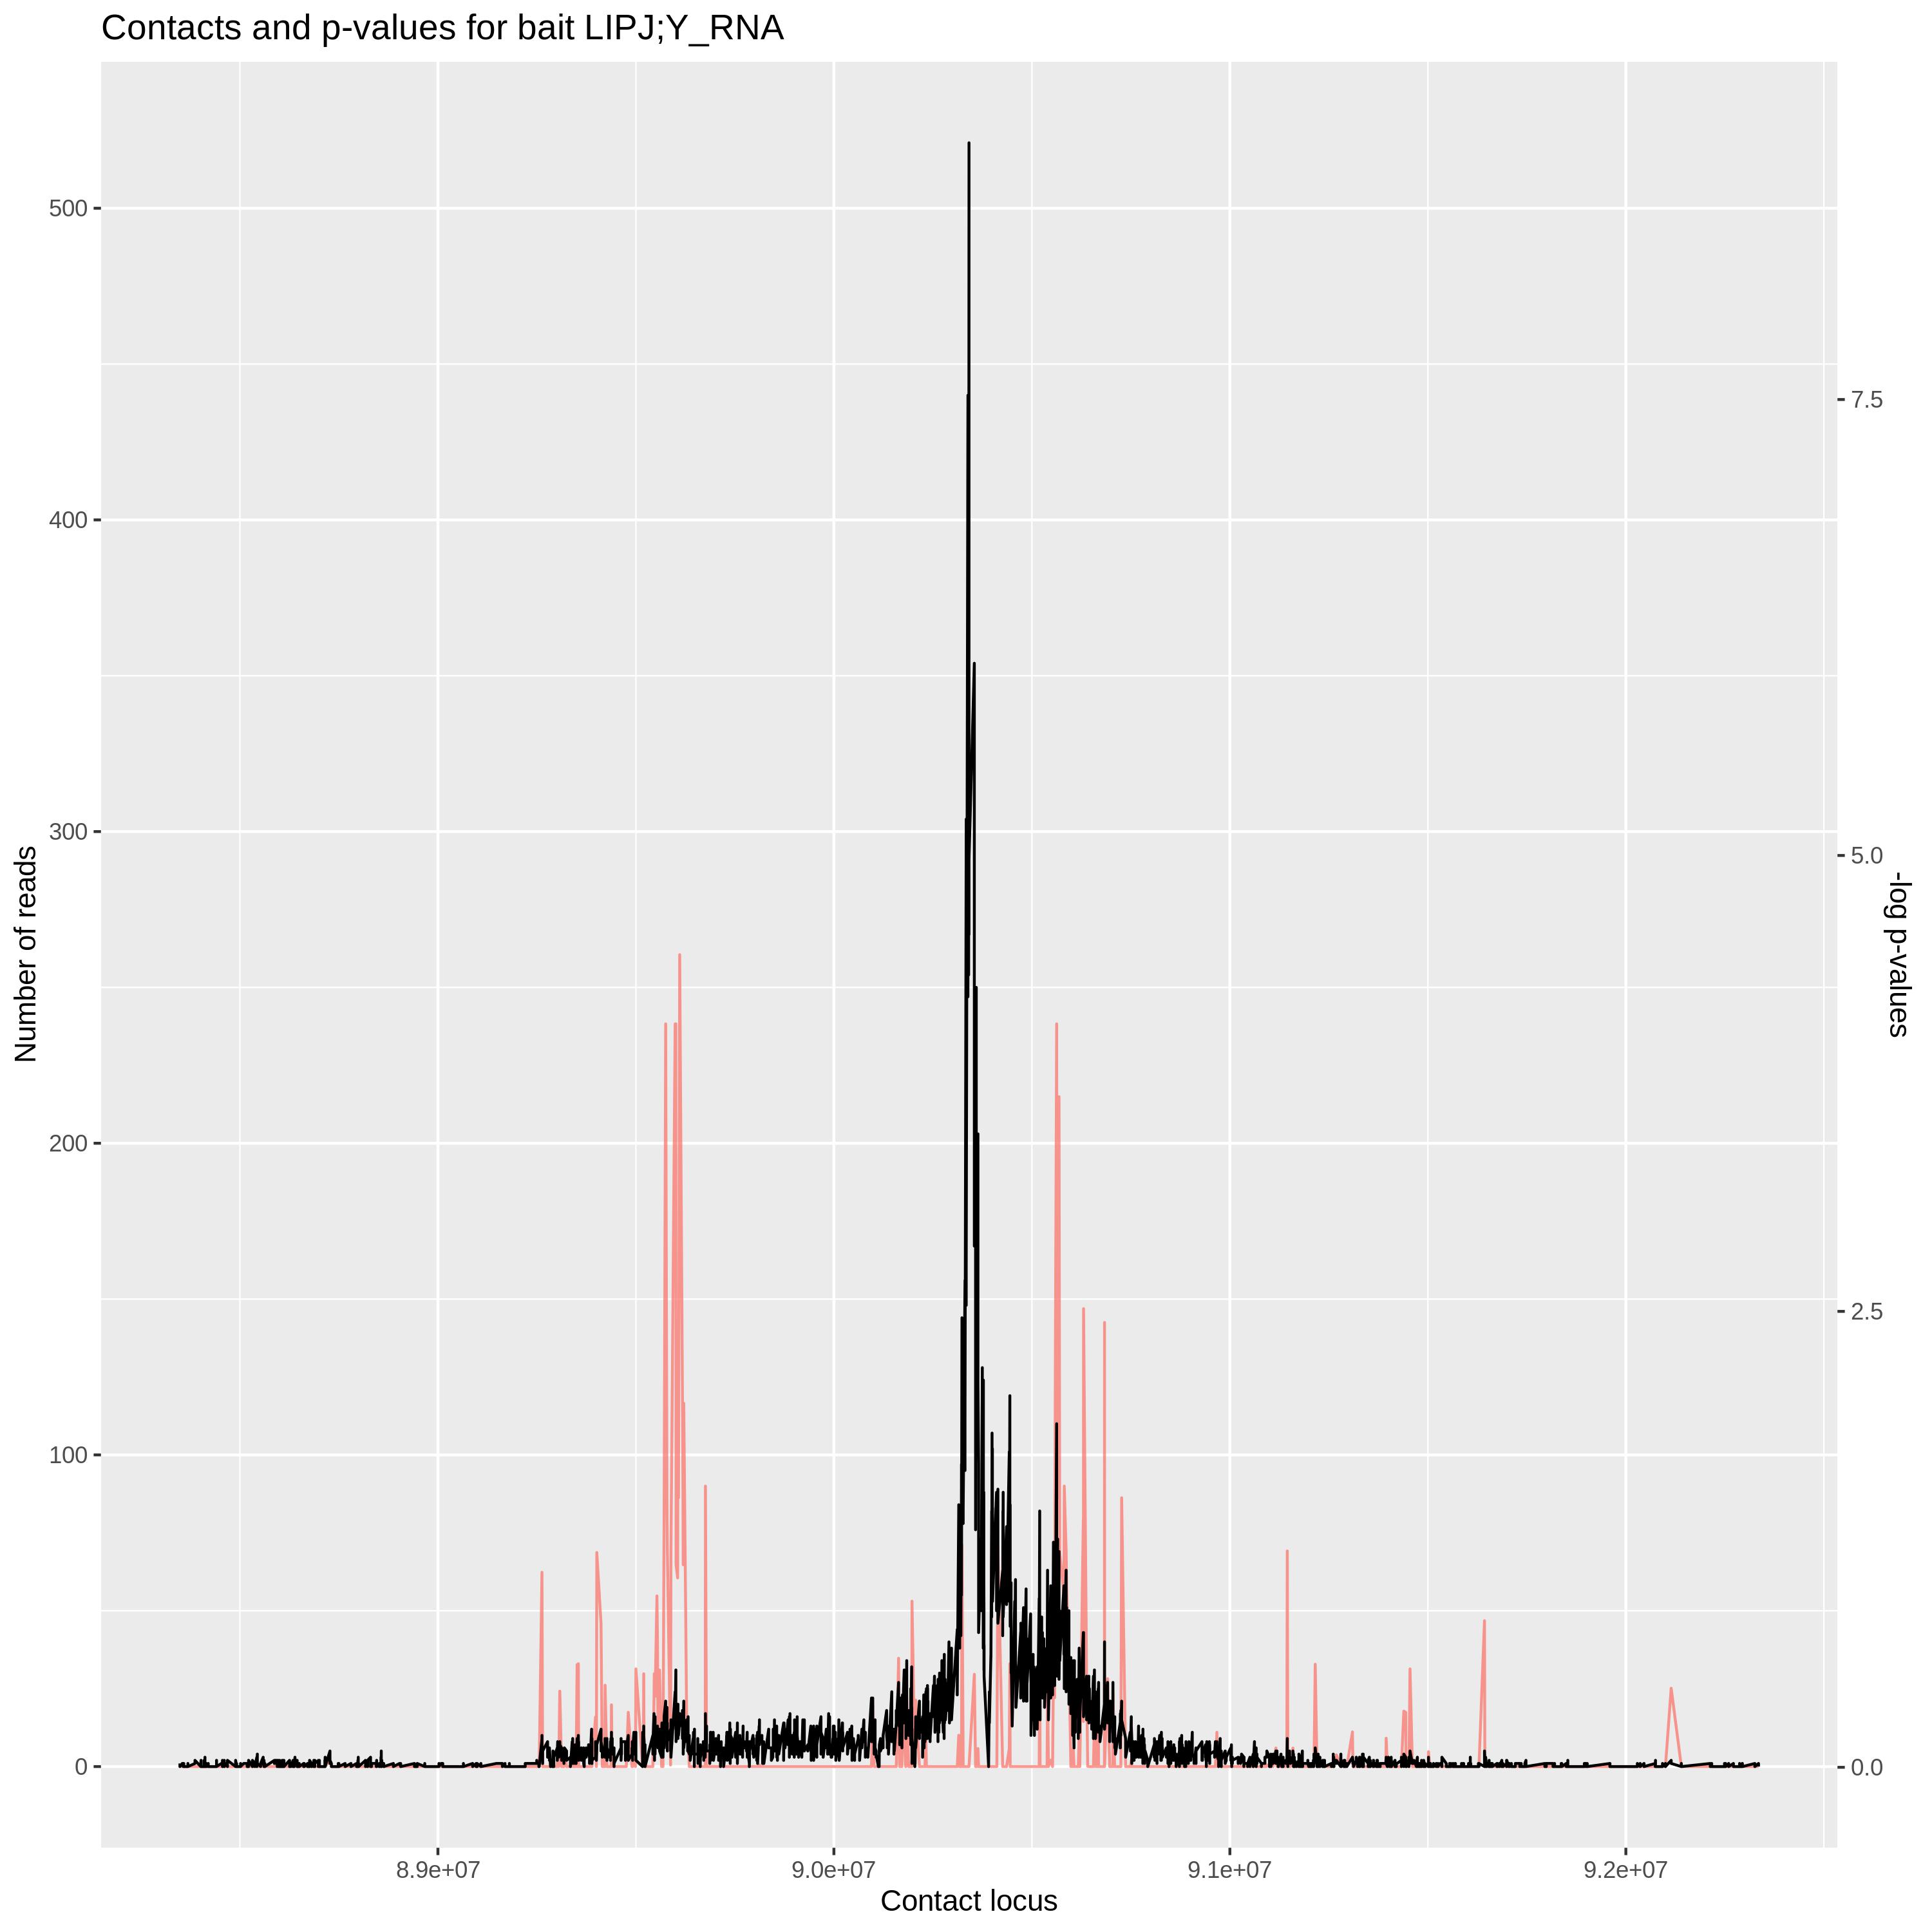 Contacts and p-values for bait LIPJ;Y_RNA
500
400
300
200
100
0
Number of reads
7.5
5.0
2.5
0.0
-log p-values
8.9e+07 9.0e+07 9.1e+07 9.2e+07
Contact locus